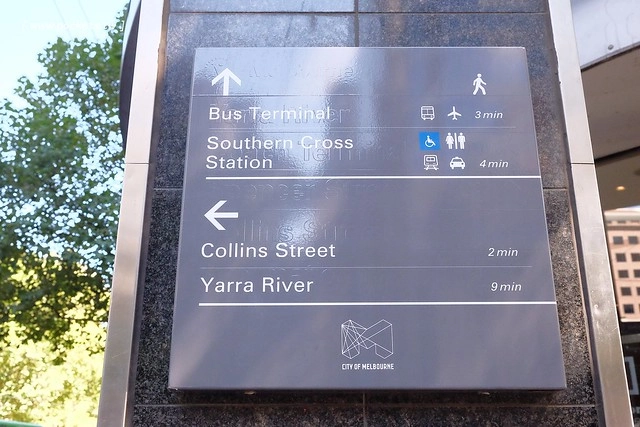 Bus Terminal 3 min
Southern Cross
Station 4 min
Collins Street 2 min
Yarra River 9 min
CITY OF MELBOURNE